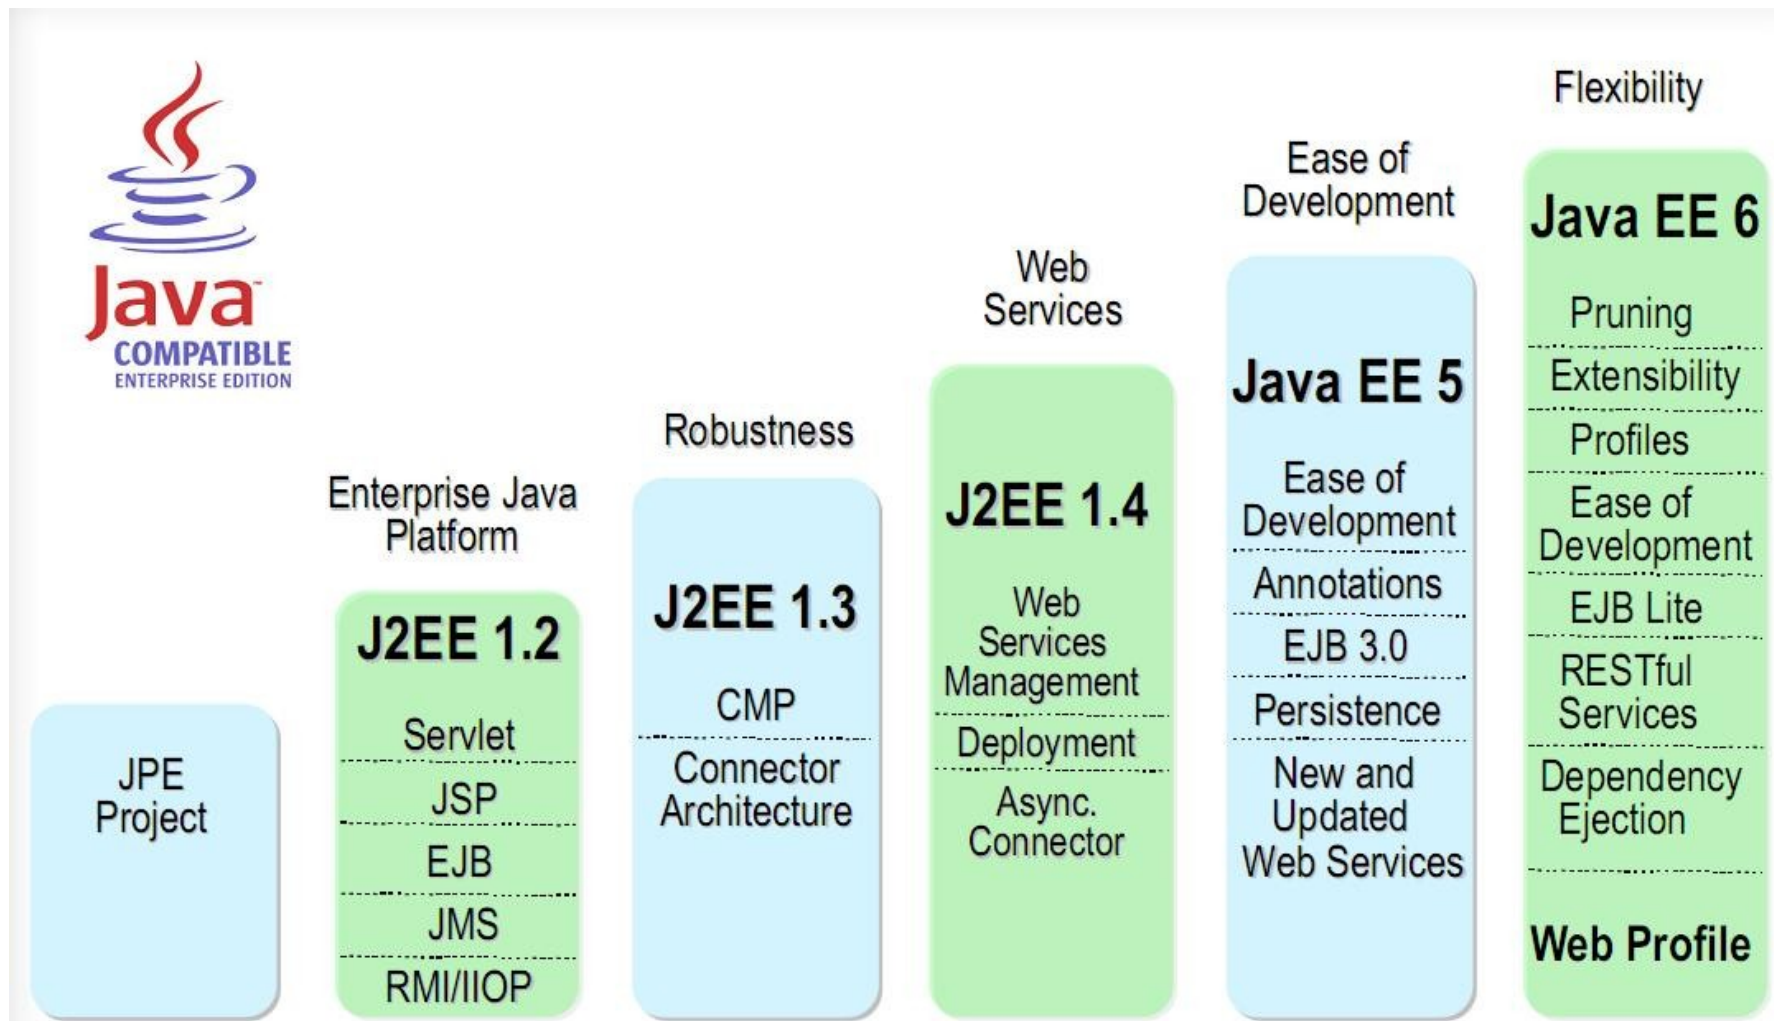 Java™
COMPATIBLE
ENTERPRISE EDITION
JPE
Project
Enterprise Java
Platform
J2EE 1.2
Servlet
JSP
EJB
JMS
RMI/IIOP
Robustness
J2EE 1.3
CMP
Connector
Architecture
Web
Services
J2EE 1.4
Web
Services
Management
Deployment
Async.
Connector
Ease of
Development
Java EE 5
Ease of
Development
Annotations
EJB 3.0
Persistence
New and
Updated
Web Services
Flexibility
Java EE 6
Pruning
Extensibility
Profiles
Ease of
Development
EJB Lite
RESTful
Services
Dependency
Ejection
Web Profile